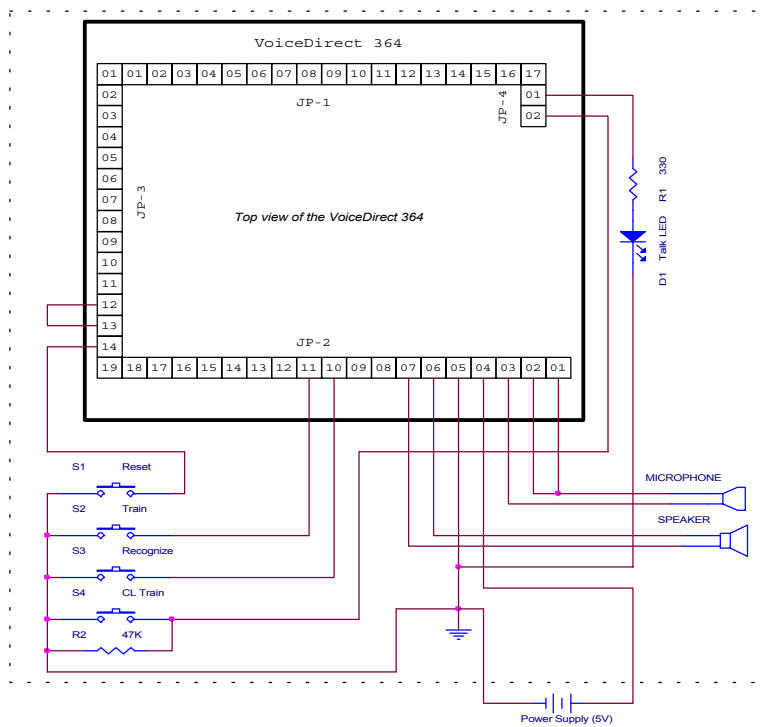 VoiceDirect 364
01 01 02 03 04 05 06 07 08 09 10 11 12 13 14 15 16 17
02
JP-1
JP-4
01
03
02
04
05
06
07
JP-3
08
Top view of the VoiceDirect 364
09
10
11
12
13
14
JP-2
19 18 17 16 15 14 13 12 11 10 09 08 07 06 05 04 03 02 01
R1 330
D1 Talk LED
S1 Reset
S2 Train
S3 Recognize
S4 CL Train
R2 47K
MICROPHONE
SPEAKER
Power Supply (5V)